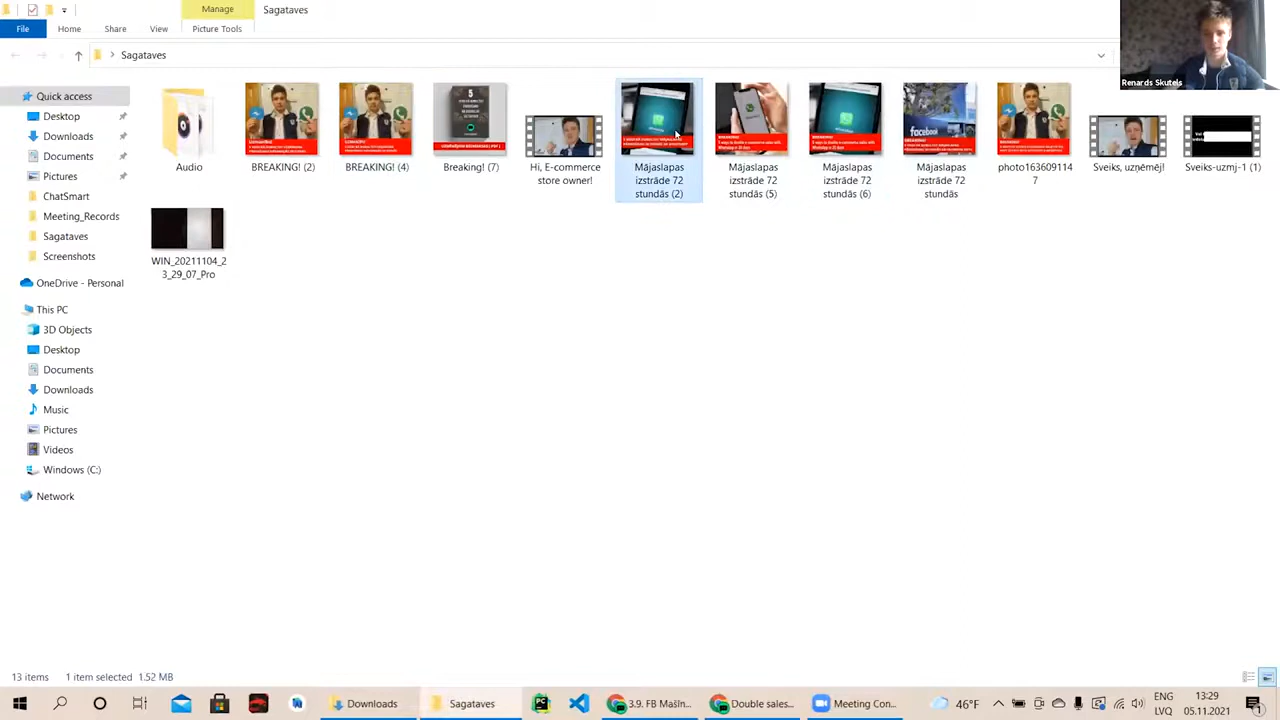 Manage
Sagataves
File
Home
Share
View
Picture Tools
Sagataves
Renards Skutels
Quick access
Desktop
Downloads
Documents
Pictures
ChatSmart
Meeting_Records
Sagataves
Screenshots
OneDrive - Personal
This PC
3D Objects
Desktop
Documents
Downloads
Music
Pictures
Videos
Windows (C:)
Network
Audio
BREAKING! (2)
BREAKING! (4)
5
Breaking! (7)
Hi, E-commerce
store owner!
Mājaslapas
izstrāde 72
stundās (2)
Mājaslapas
izstrāde 72
stundās (5)
Mājaslapas
izstrāde 72
stundās (6)
facebook
Mājaslapas
izstrāde 72
stundās
photo163609114
7
Sveiks, uzņēmēj!
Sveiks-uzmj-1 (1)
WIN_20211104_2
3_29_07_Pro
13 items
1 item selected 1.52 MB
Downloads
Sagataves
3.9. FB Mašīn...
Double sales...
Meeting Con...
46°F
ENG
LVQ
13:29
05.11.2021
1